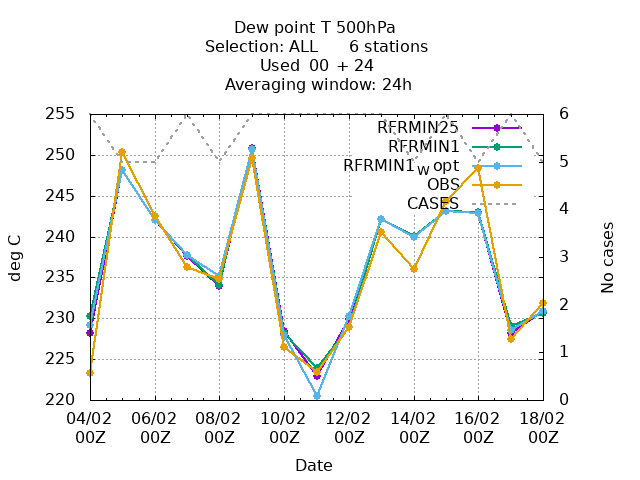 Dew point T 500hPa
Selection: ALL 6 stations
Used 00 + 24
Averaging window: 24h
255
250
245
240
235
230
225
220
deg C
6
5
4
3
2
1
0
No cases
RFRMIN25
RFRMIN1
RFRMIN1w opt
OBS
CASES
04/02 06/02 08/02 10/02 12/02 14/02 16/02 18/02
00Z 00Z 00Z 00Z 00Z 00Z 00Z 00Z
Date